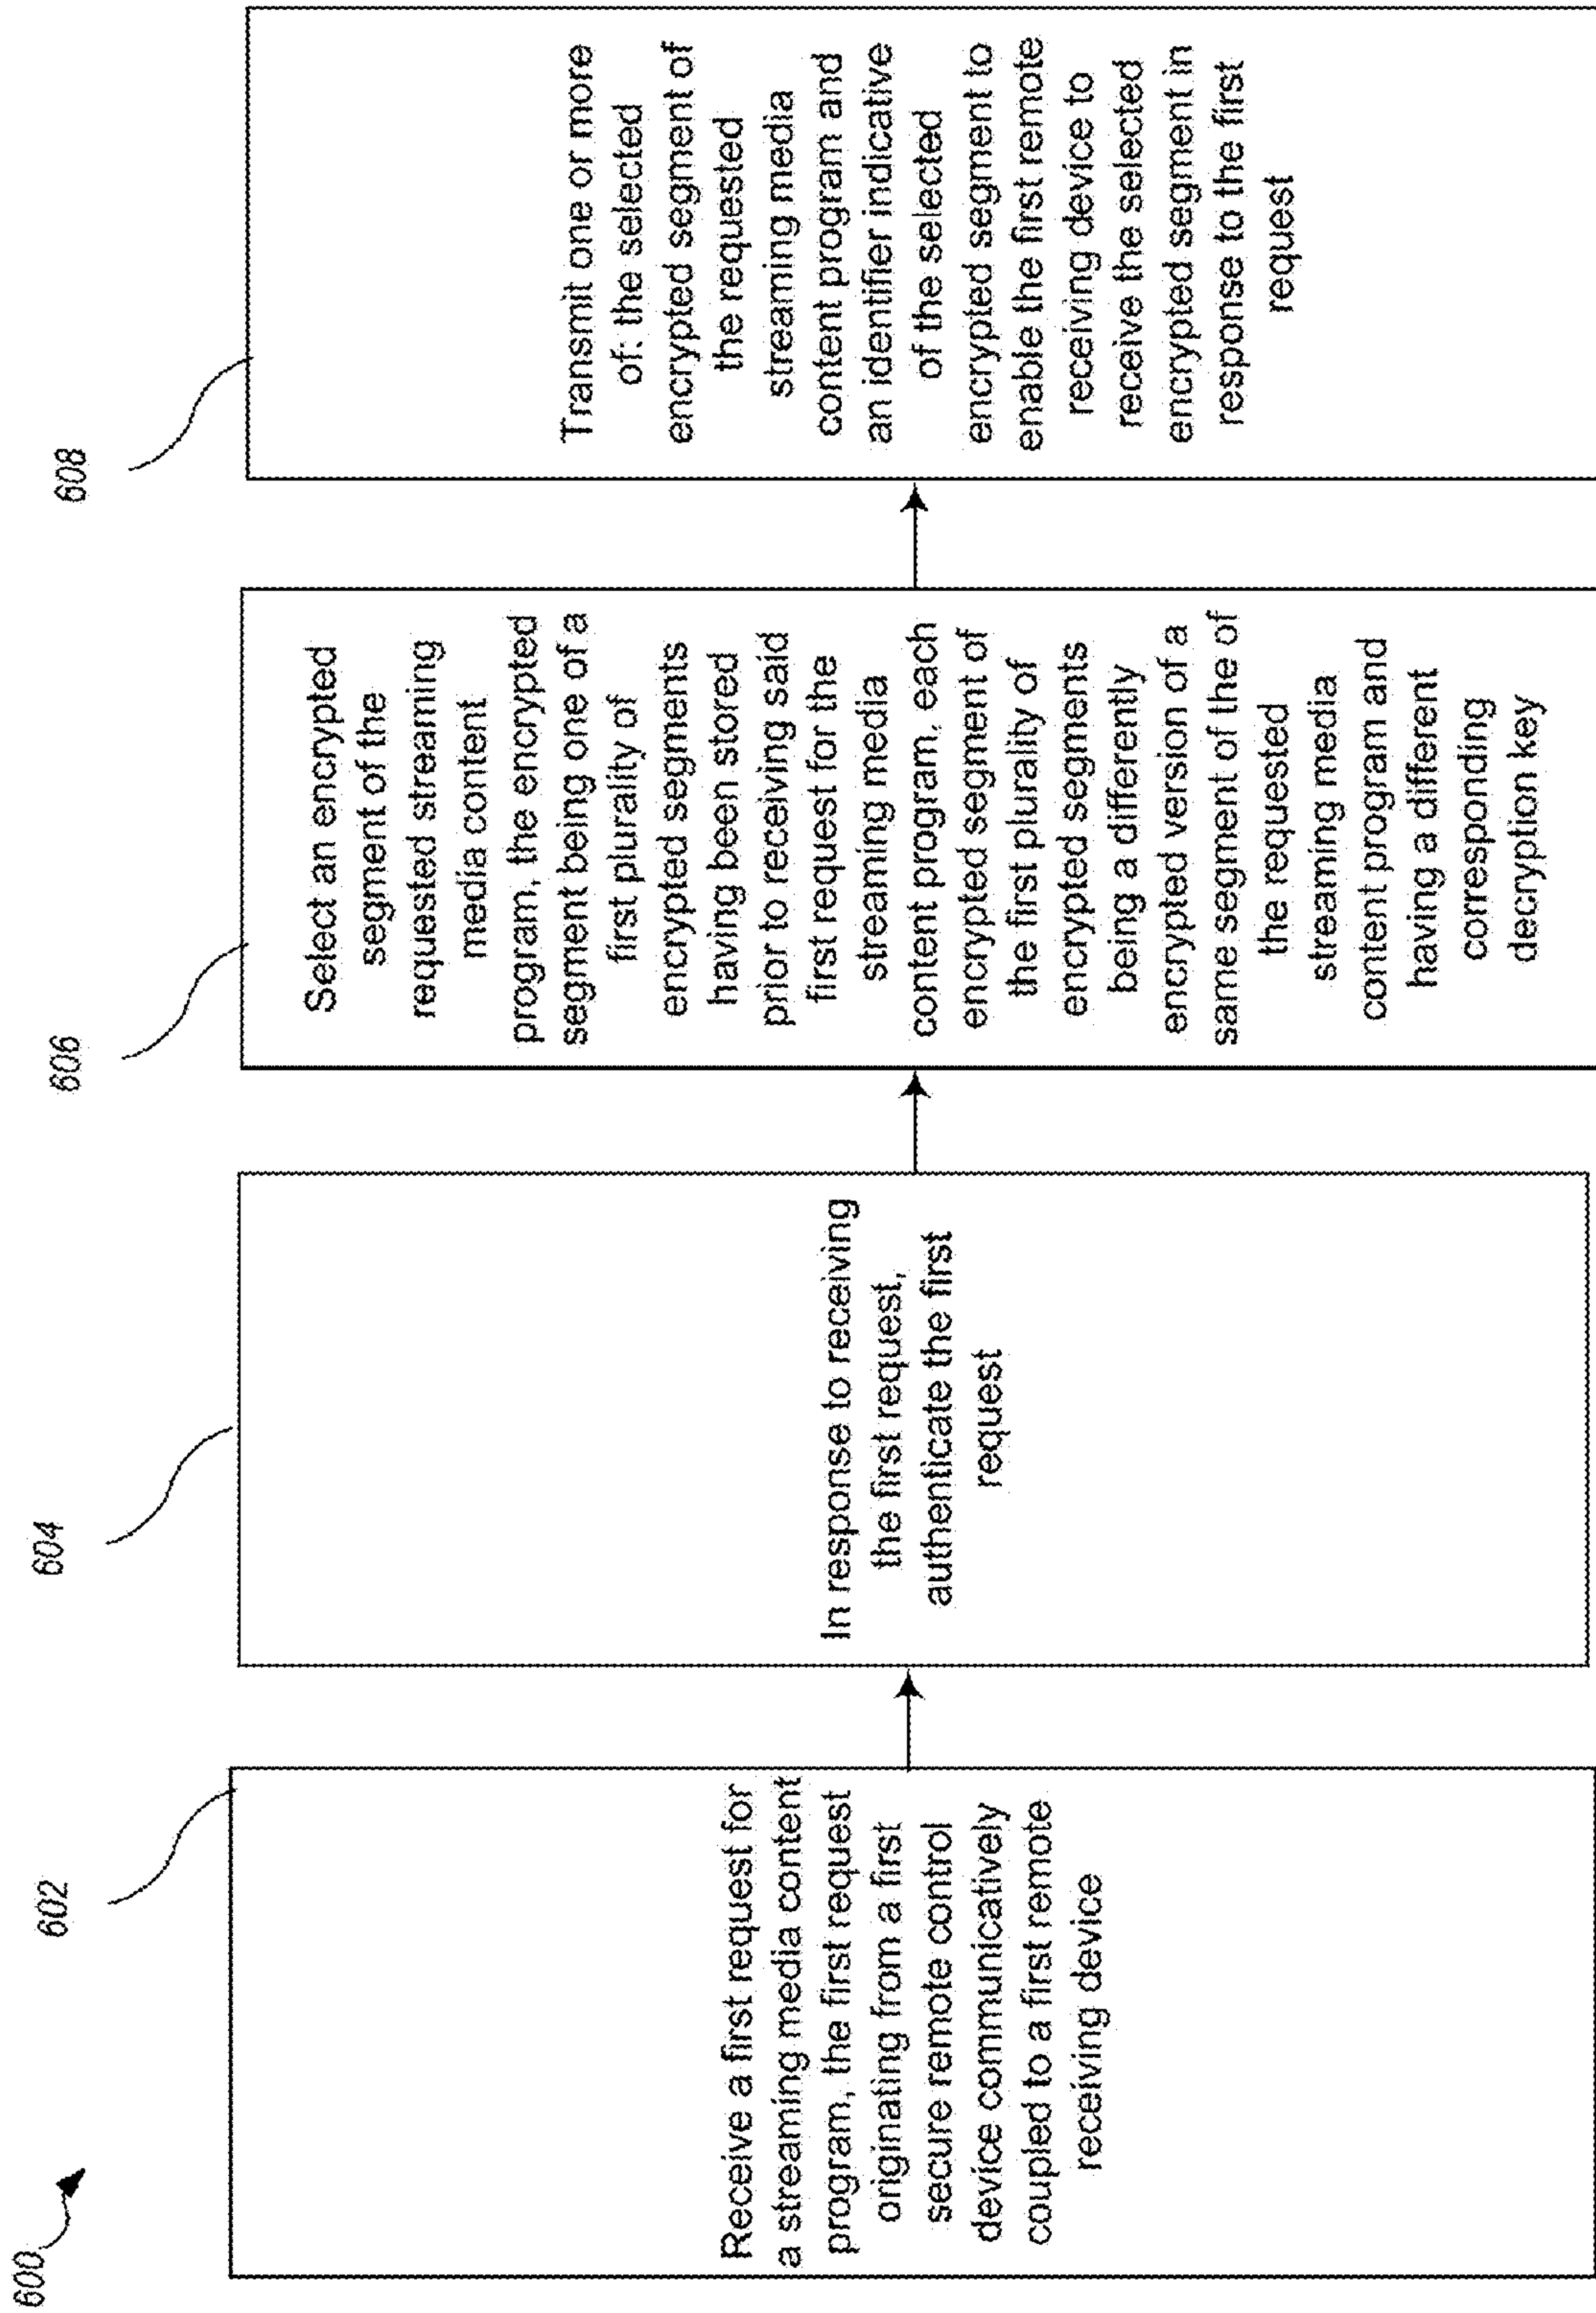 600
602
Receive a first request for
a streaming media content
program, the first request
originating from a first
secure remote control
device communicatively
coupled to a first remote
receiving device
604
In response to receiving
the first request,
authenticate the first
request
606
Select an encrypted
segment of the
requested streaming
media content
program, the encrypted
segment being one of a
first plurality of
encrypted segments
having been stored
prior to receiving said
first request for the
streaming media
content program, each
encrypted segment of
the first plurality of
encrypted segments
being a differently
encrypted version of a
same segment of the of
the requested
streaming media
content program and
having a different
corresponding
decryption key
608
Transmit one or more
of: the selected
encrypted segment of
the requested
streaming media
content program and
an identifier indicative
of the selected
encrypted segment to
enable the first remote
receiving device to
receive the selected
encrypted segment in
response to the first
request